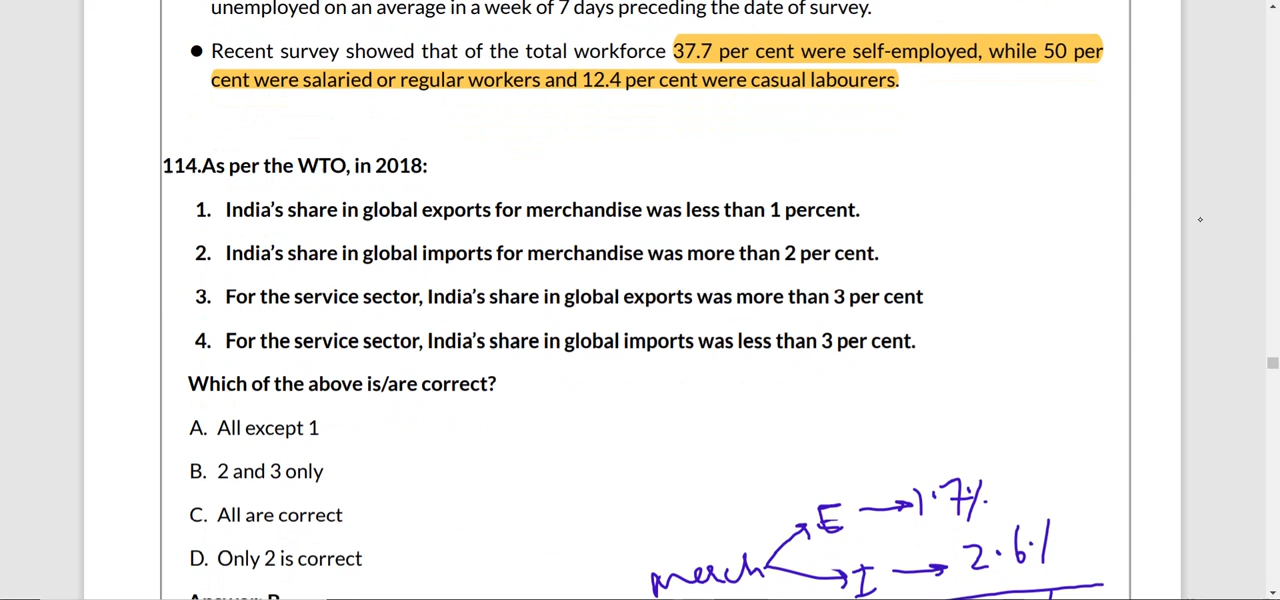 unemployed on an average in a week of 7 days preceding the date of survey.
● Recent survey showed that of the total workforce 37.7 per cent were self-employed, while 50 per
cent were salaried or regular workers and 12.4 per cent were casual labourers.
114.As per the WTO, in 2018:
1. India’s share in global exports for merchandise was less than 1 percent.
2. India’s share in global imports for merchandise was more than 2 per cent.
3. For the service sector, India’s share in global exports was more than 3 per cent
4. For the service sector, India’s share in global imports was less than 3 per cent.
Which of the above is/are correct?
A. All except 1
B. 2 and 3 only
C. All are correct
D. Only 2 is correct
E → 1.7%
merch
I → 2.6%